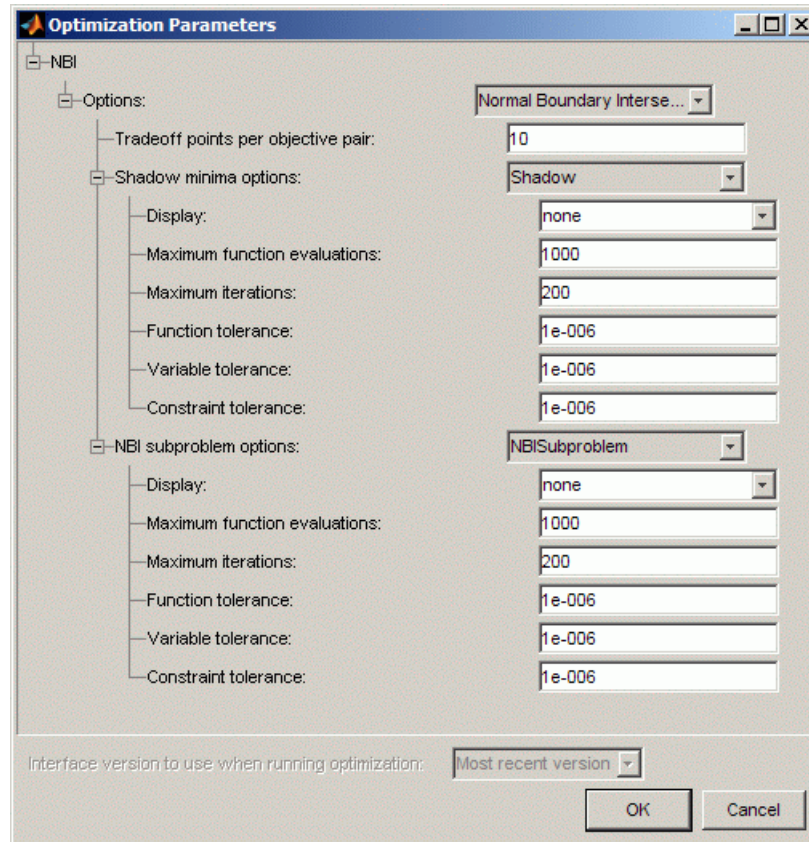 Optimization Parameters
NBI
Options: Normal Boundary Interse...
Tradeoff points per objective pair: 10
Shadow minima options: Shadow
Display: none
Maximum function evaluations: 1000
Maximum iterations: 200
Function tolerance: 1e-006
Variable tolerance: 1e-006
Constraint tolerance: 1e-006
NBI subproblem options: NBISubproblem
Display: none
Maximum function evaluations: 1000
Maximum iterations: 200
Function tolerance: 1e-006
Variable tolerance: 1e-006
Constraint tolerance: 1e-006
Interface version to use when running optimization: Most recent version
OK Cancel